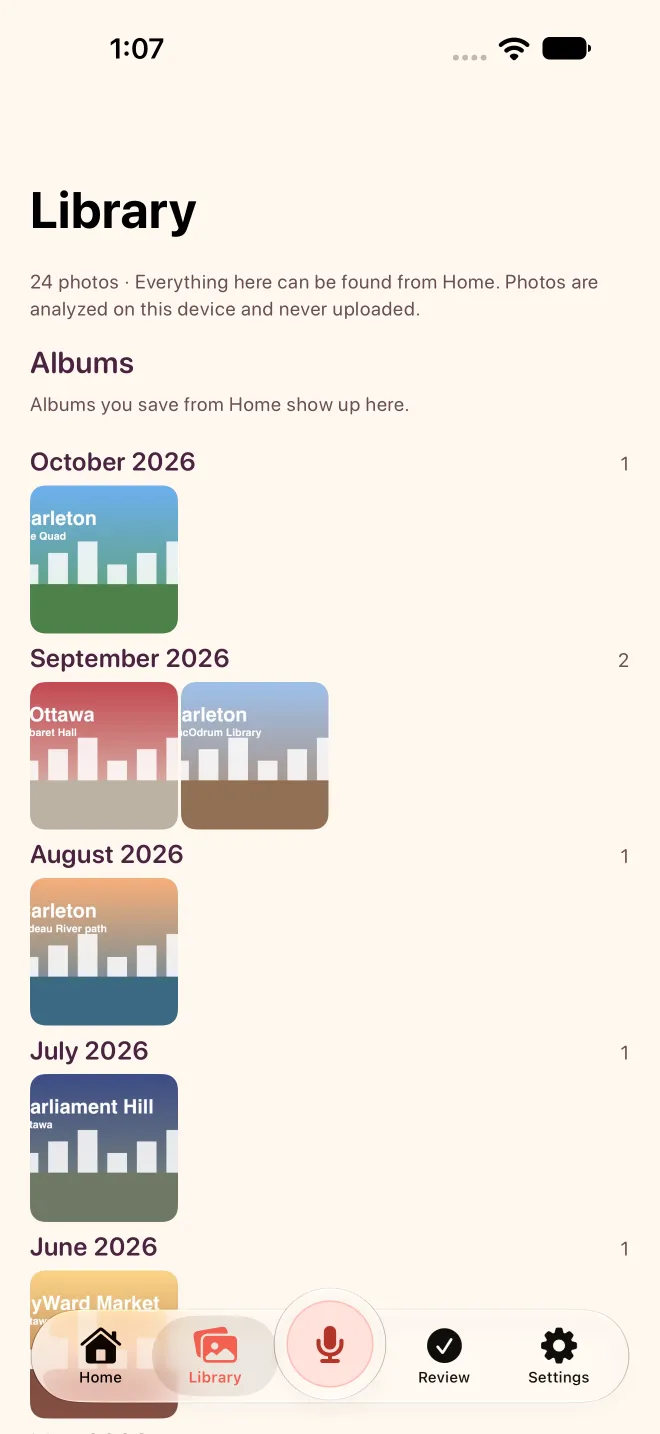 1:07
Library
24 photos · Everything here can be found from Home. Photos are
analyzed on this device and never uploaded.
Albums
Albums you save from Home show up here.
October 2026 1
arleton
e Quad
September 2026 2
Ottawa
baret Hall
arleton
cOdrum Library
August 2026 1
arleton
deau River path
July 2026 1
arliament Hill
tawa
June 2026 1
yWard Market
Home
Library
Review
Settings